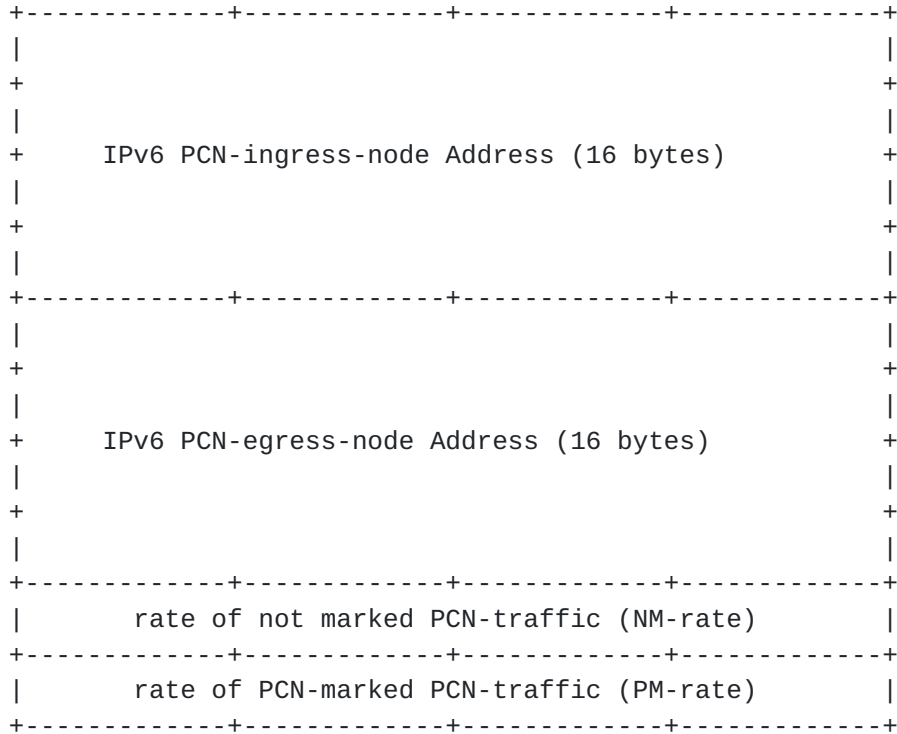 IPv6 PCN-ingress-node Address (16 bytes)
IPv6 PCN-egress-node Address (16 bytes)
rate of not marked PCN-traffic (NM-rate)
rate of PCN-marked PCN-traffic (PM-rate)